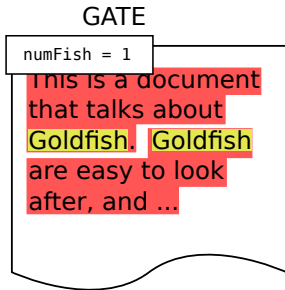 GATE
numFish = 1
This is a document
that talks about
Goldfish. Goldfish
are easy to look
after, and ...